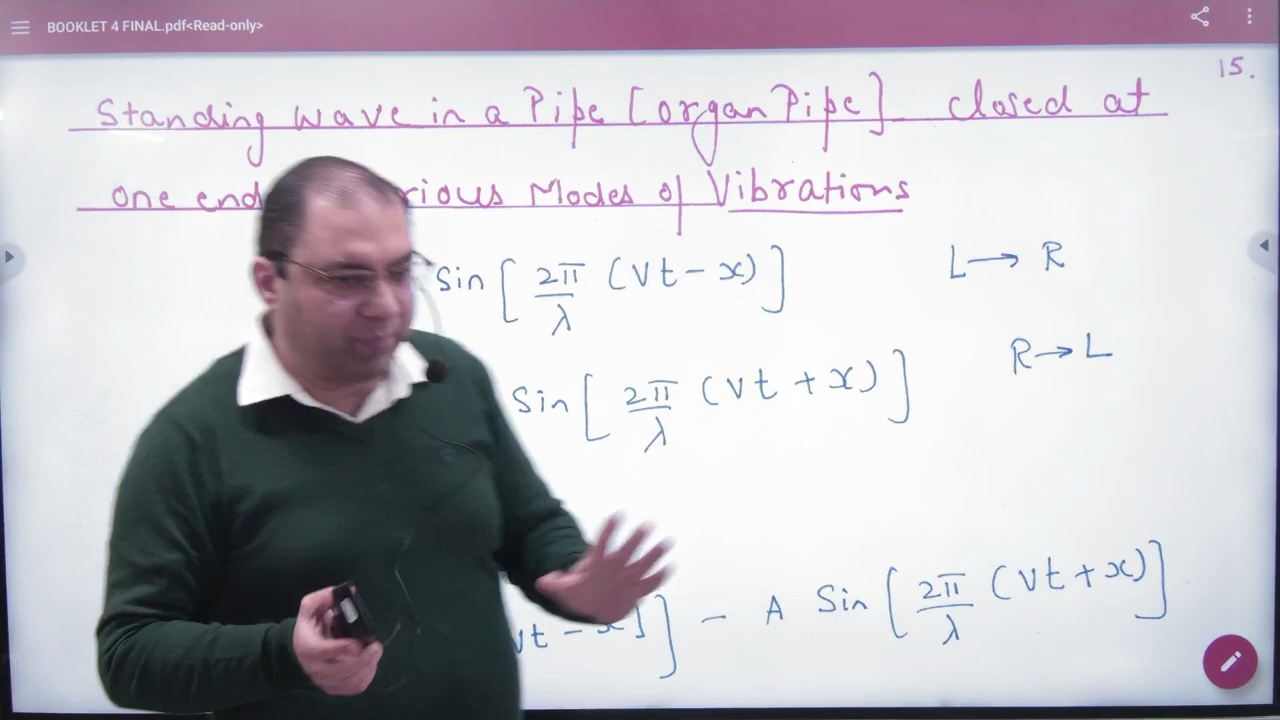 BOOKLET 4 FINAL.pdf<Read-only>
15.
Standing wave in a Pipe [organ Pipe] closed at
one end Modes of Vibrations
Sin [ 2π/λ (Vt - x) ] L → R
Sin [ 2π/λ (Vt + x) ] R → L
vt - x) ] - A Sin [ 2π/λ (Vt + x) ]